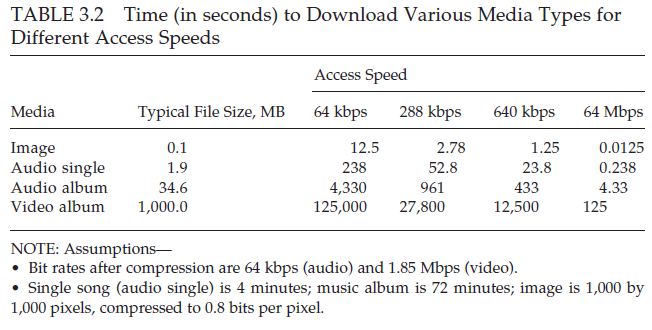 TABLE 3.2 Time (in seconds) to Download Various Media Types for
Different Access Speeds
Access Speed
Media Typical File Size, MB 64 kbps 288 kbps 640 kbps 64 Mbps
Image 0.1 12.5 2.78 1.25 0.0125
Audio single 1.9 238 52.8 23.8 0.238
Audio album 34.6 4,330 961 433 4.33
Video album 1,000.0 125,000 27,800 12,500 125
NOTE: Assumptions—
• Bit rates after compression are 64 kbps (audio) and 1.85 Mbps (video).
• Single song (audio single) is 4 minutes; music album is 72 minutes; image is 1,000 by
1,000 pixels, compressed to 0.8 bits per pixel.